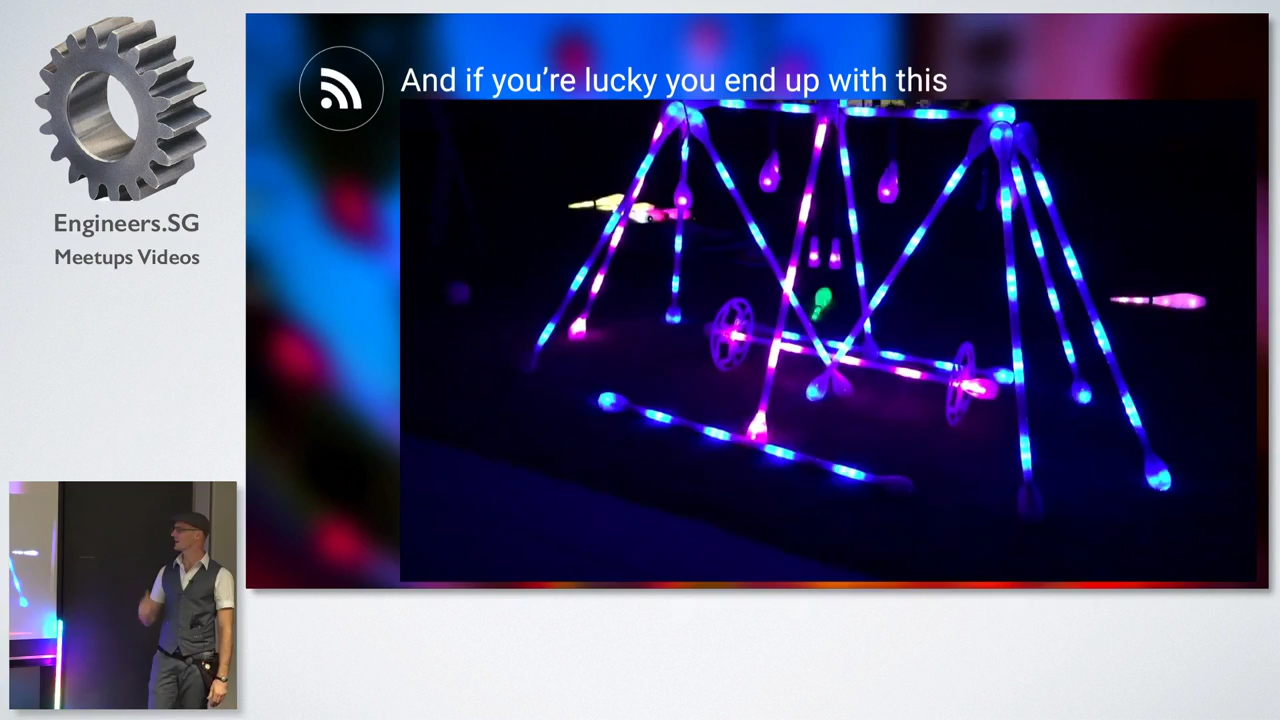 Engineers.SG
Meetups Videos
And if you’re lucky you end up with this